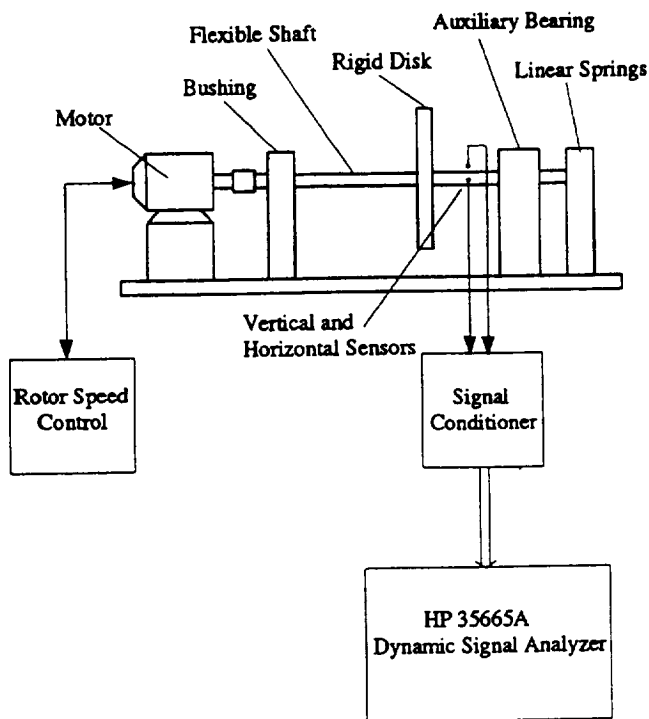 Auxiliary Bearing
Flexible Shaft
Rigid Disk
Linear Springs
Bushing
Motor
Vertical and
Horizontal Sensors
Rotor Speed
Control
Signal
Conditioner
HP 35665A
Dynamic Signal Analyzer